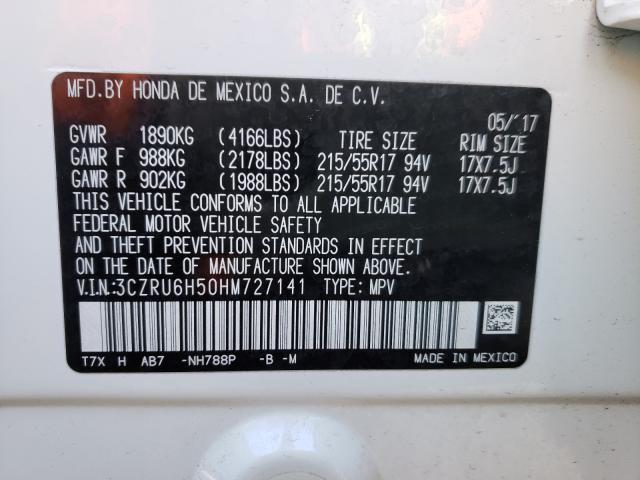 MFD.BY HONDA DE MEXICO S.A. DE C.V.
05/'17
GVWR 1890KG (4166LBS) TIRE SIZE RIM SIZE
GAWR F 988KG (2178LBS) 215/55R17 94V 17X7.5J
GAWR R 902KG (1988LBS) 215/55R17 94V 17X7.5J
THIS VEHICLE CONFORMS TO ALL APPLICABLE
FEDERAL MOTOR VEHICLE SAFETY
AND THEFT PREVENTION STANDARDS IN EFFECT
ON THE DATE OF MANUFACTURE SHOWN ABOVE.
V.I.N.:3CZRU6H50HM727141 TYPE: MPV
T7X H AB7 -NH788P -B -M MADE IN MEXICO